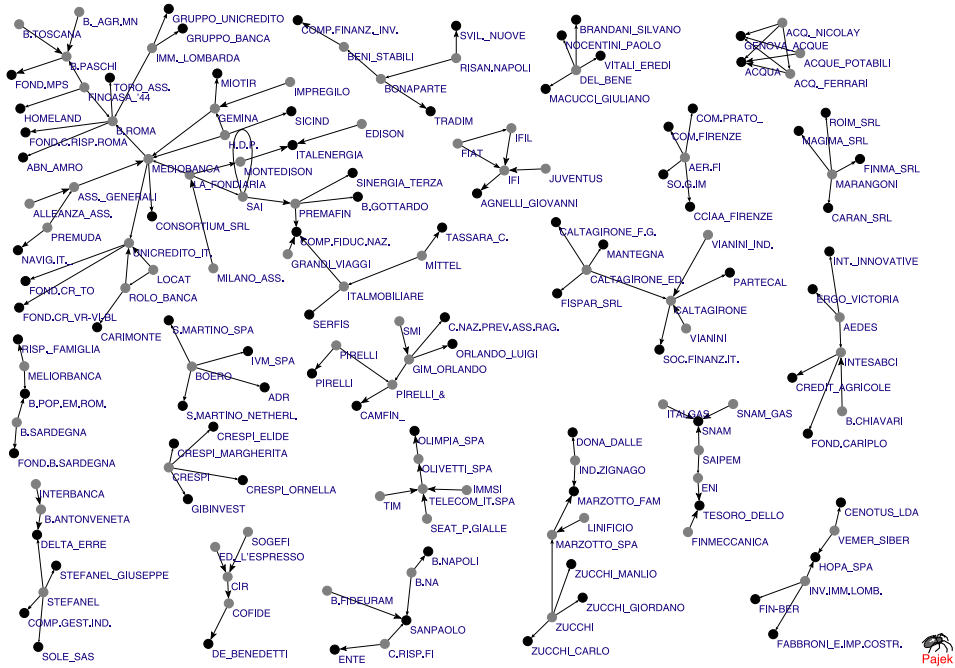 B._AGR.MN
B.TOSCANA
GRUPPO_UNICREDITO
GRUPPO_BANCA
IMM._LOMBARDA
B.PASCHI
FOND.MPS
TORO_ASS.
FINCASA_'44
HOMELAND
MIOTIR
IMPREGILO
GEMINA
B.ROMA
FOND.C.RISP.ROMA
H.D.P.
SICIND
EDISON
ITALENERGIA
ABN_AMRO
MEDIOBANCA
MONTEDISON
LA_FONDIARIA
ASS._GENERALI
SAI
SINERGIA_TERZA
B.GOTTARDO
PREMAFIN
ALLEANZA_ASS.
CONSORTIUM_SRL
PREMUDA
NAVIG.IT._
UNICREDITO_IT.
COMP.FIDUC.NAZ.
GRANDI_VIAGGI
TASSARA_C.
MITTEL
LOCAT
MILANO_ASS.
FOND.CR_TO
ROLO_BANCA
ITALMOBILIARE
FOND.CR_VR-VI-BL
CARIMONTE
SERFIS
COMP.FINANZ._INV.
BENI_STABILI
SVIL._NUOVE
RISAN.NAPOLI
BONAPARTE
TRADIM
BRANDANI_SILVANO
NOCENTINI_PAOLO
VITALI_EREDI
DEL_BENE
MACUCCI_GIULIANO
ACQ._NICOLAY
GENOVA_ACQUE
ACQUE_POTABILI
ACQUA
ACQ._FERRARI
IFIL
FIAT
IFI
JUVENTUS
AGNELLI_GIOVANNI
COM.PRATO_
COM.FIRENZE
AER.FI
SO.G.IM
CCIAA_FIRENZE
ROIM_SRL
MAGIMA_SRL
FINMA_SRL
MARANGONI
CARAN_SRL
CALTAGIRONE_F.G.
MANTEGNA
VIANINI_IND.
CALTAGIRONE_ED.
PARTECAL
FISPAR_SRL
CALTAGIRONE
VIANINI
SOC.FINANZ.IT.
INT._INNOVATIVE
ERGO_VICTORIA
AEDES
INTESABCI
CREDIT_AGRICOLE
B.CHIAVARI
FOND.CARIPLO
RISP._FAMIGLIA
MELIORBANCA
B.POP.EM.ROM.
B.SARDEGNA
FOND.B.SARDEGNA
S.MARTINO_SPA
IVM_SPA
BOERO
ADR
S.MARTINO_NETHERL.
SMI
C.NAZ.PREV.ASS.RAG.
PIRELLI
ORLANDO_LUIGI
GIM_ORLANDO
PIRELLI
PIRELLI_&
CAMFIN_
CRESPI_ELIDE
CRESPI_MARGHERITA
CRESPI
CRESPI_ORNELLA
GIBINVEST
OLIMPIA_SPA
OLIVETTI_SPA
IMMSI
TELECOM_IT.SPA
TIM
SEAT_P.GIALLE
DONA_DALLE
IND.ZIGNAGO
MARZOTTO_FAM
LINIFICIO
MARZOTTO_SPA
ZUCCHI_MANLIO
ZUCCHI_GIORDANO
ZUCCHI
ZUCCHI_CARLO
ITALGAS
SNAM_GAS
SNAM
SAIPEM
ENI
TESORO_DELLO
FINMECCANICA
INTERBANCA
B.ANTONVENETA
DELTA_ERRE
STEFANEL_GIUSEPPE
STEFANEL
COMP.GEST.IND.
SOLE_SAS
SOGEFI
ED._L'ESPRESSO
CIR
COFIDE
DE_BENEDETTI
B.NAPOLI
B.NA
B.FIDEURAM
SANPAOLO
ENTE
C.RISP.FI
CENOTUS_LDA
VEMER_SIBER
HOPA_SPA
INV.IMM.LOMB.
FIN-BER
FABBRONI_E.IMP.COSTR.
Pajek